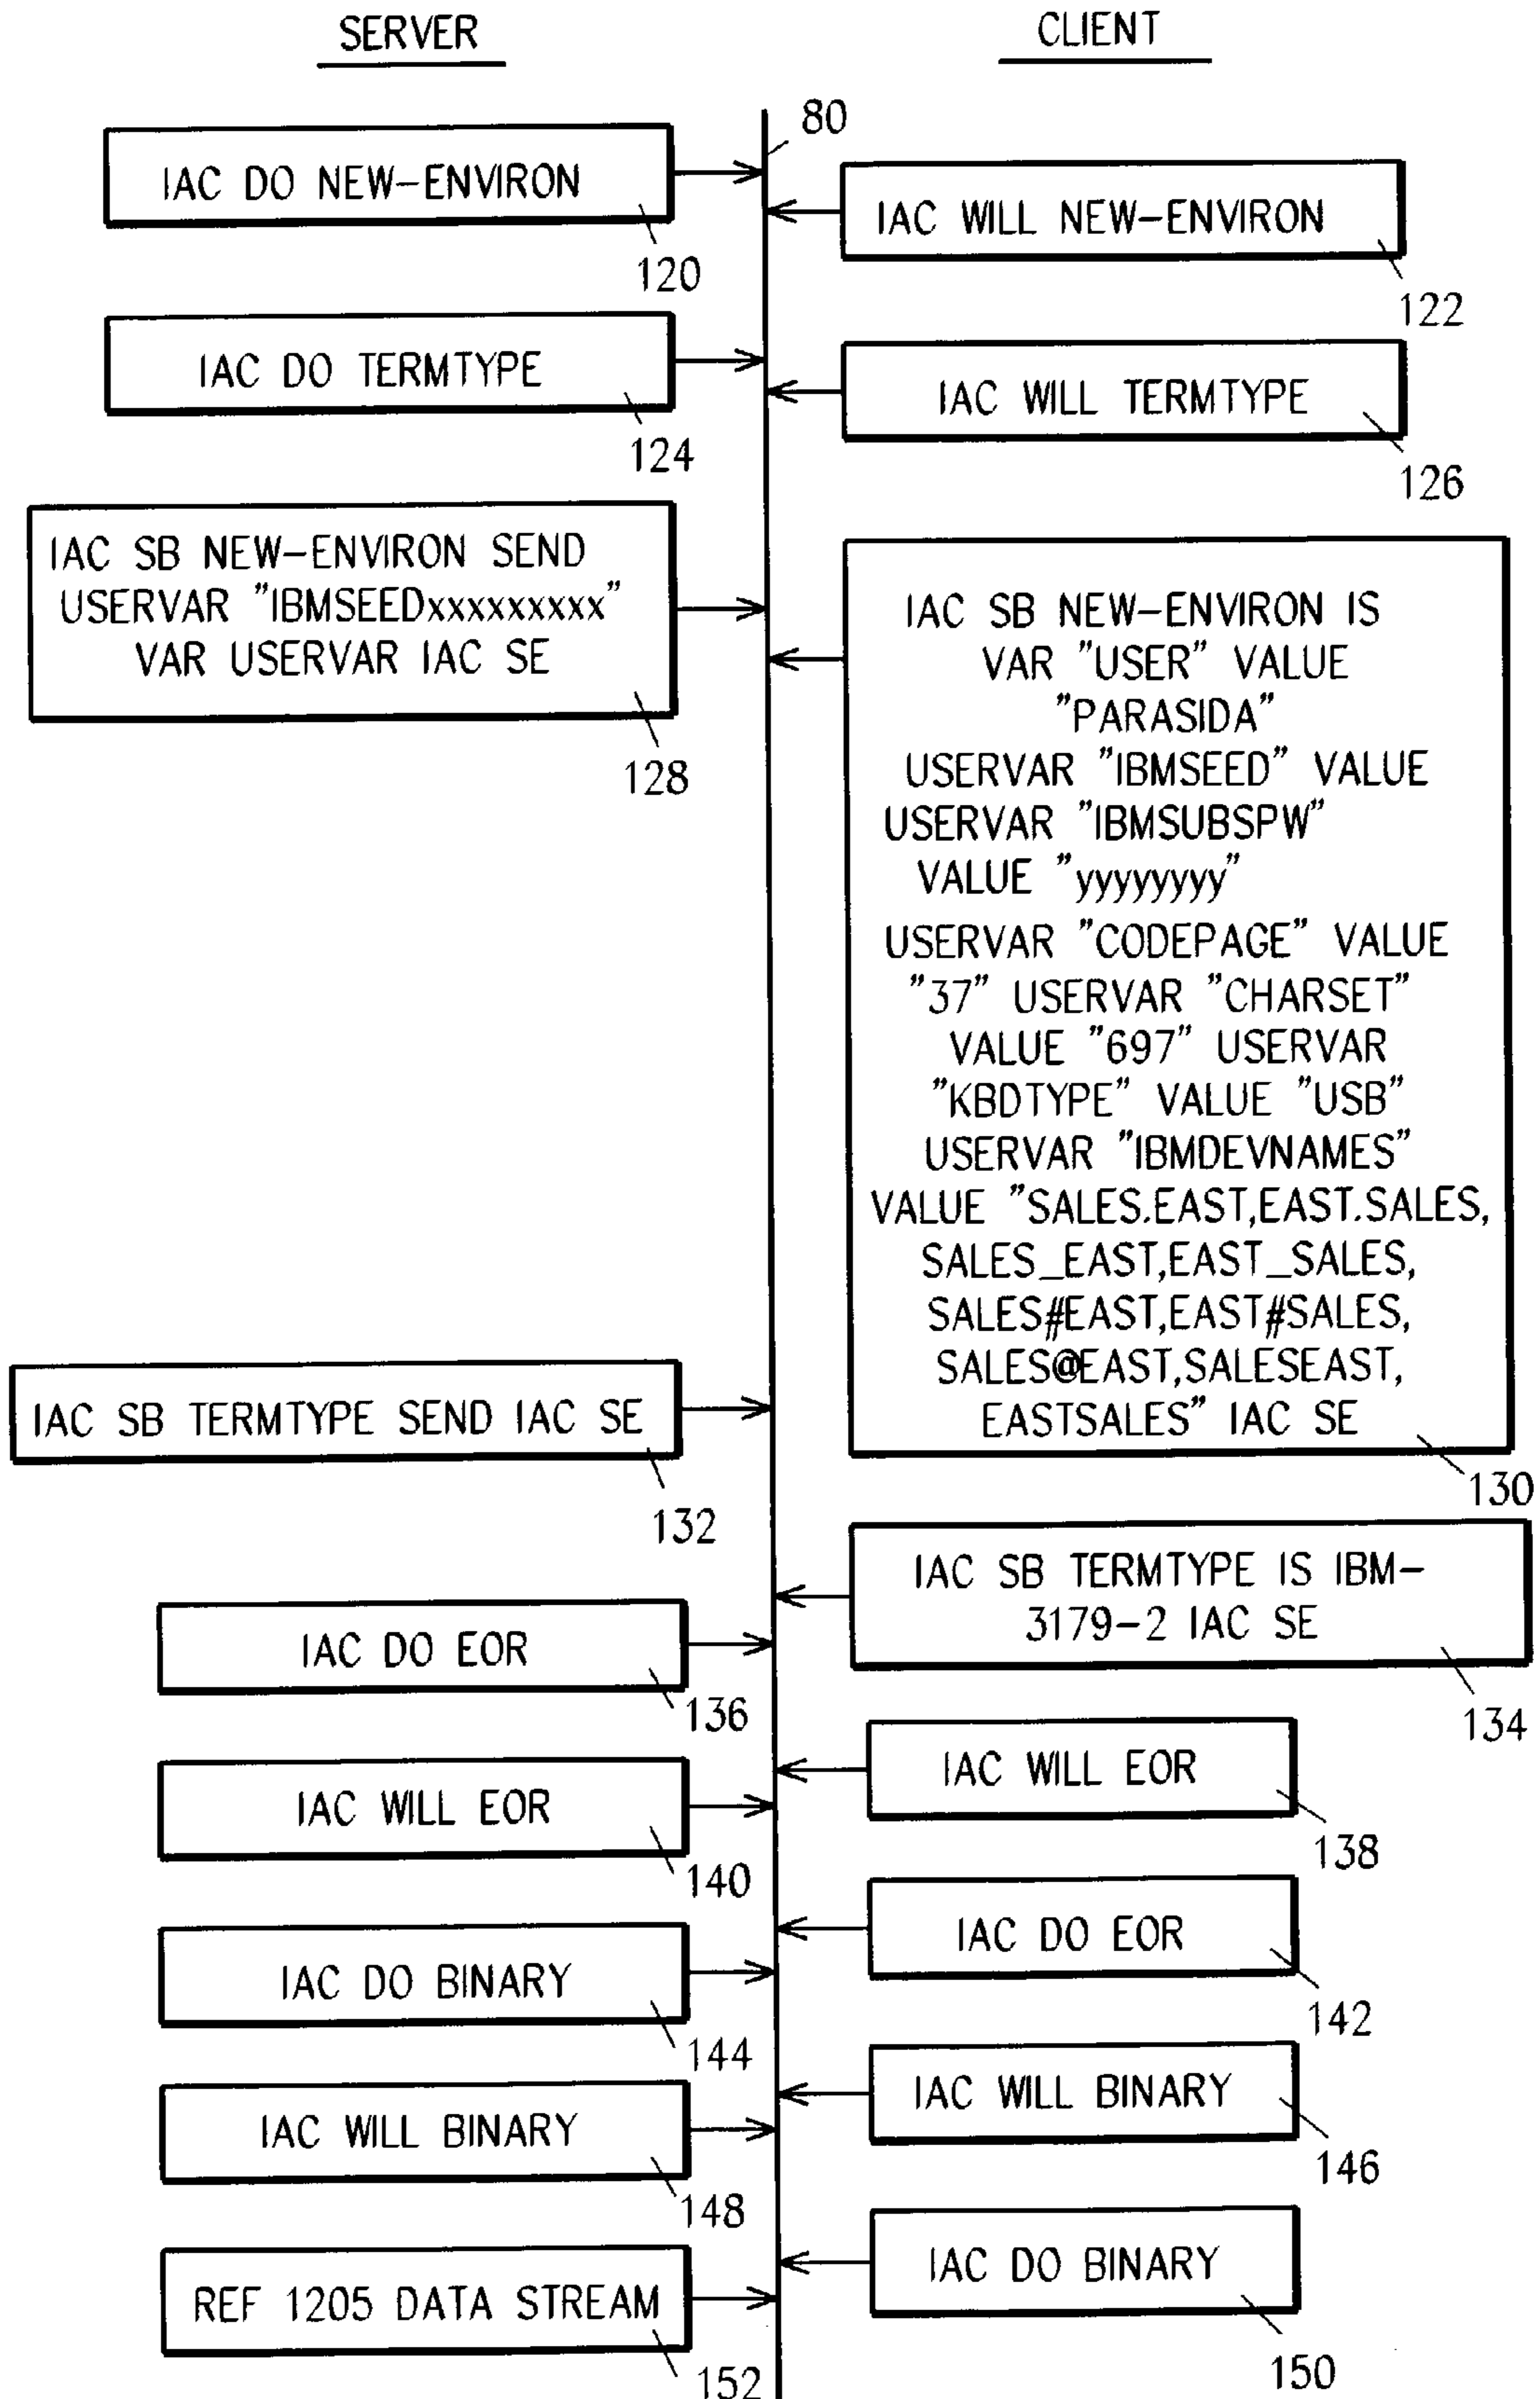 SERVER
CLIENT
80
IAC DO NEW-ENVIRON
120
IAC WILL NEW-ENVIRON
122
IAC DO TERMTYPE
124
IAC WILL TERMTYPE
126
IAC SB NEW-ENVIRON SEND
USERVAR "IBMSEEDxxxxxxxxx"
VAR USERVAR IAC SE
128
IAC SB NEW-ENVIRON IS
VAR "USER" VALUE
"PARASIDA"
USERVAR "IBMSEED" VALUE
USERVAR "IBMSUBSPW"
VALUE "yyyyyyyy"
USERVAR "CODEPAGE" VALUE
"37" USERVAR "CHARSET"
VALUE "697" USERVAR
"KBDTYPE" VALUE "USB"
USERVAR "IBMDEVNAMES"
VALUE "SALES.EAST,EAST.SALES,
SALES_EAST,EAST_SALES,
SALES#EAST,EAST#SALES,
SALES@EAST,SALESEAST,
EASTSALES" IAC SE
130
IAC SB TERMTYPE SEND IAC SE
132
IAC SB TERMTYPE IS IBM-
3179-2 IAC SE
134
IAC DO EOR
136
IAC WILL EOR
138
IAC WILL EOR
140
IAC DO EOR
142
IAC DO BINARY
144
IAC WILL BINARY
146
IAC WILL BINARY
148
IAC DO BINARY
150
REF 1205 DATA STREAM
152